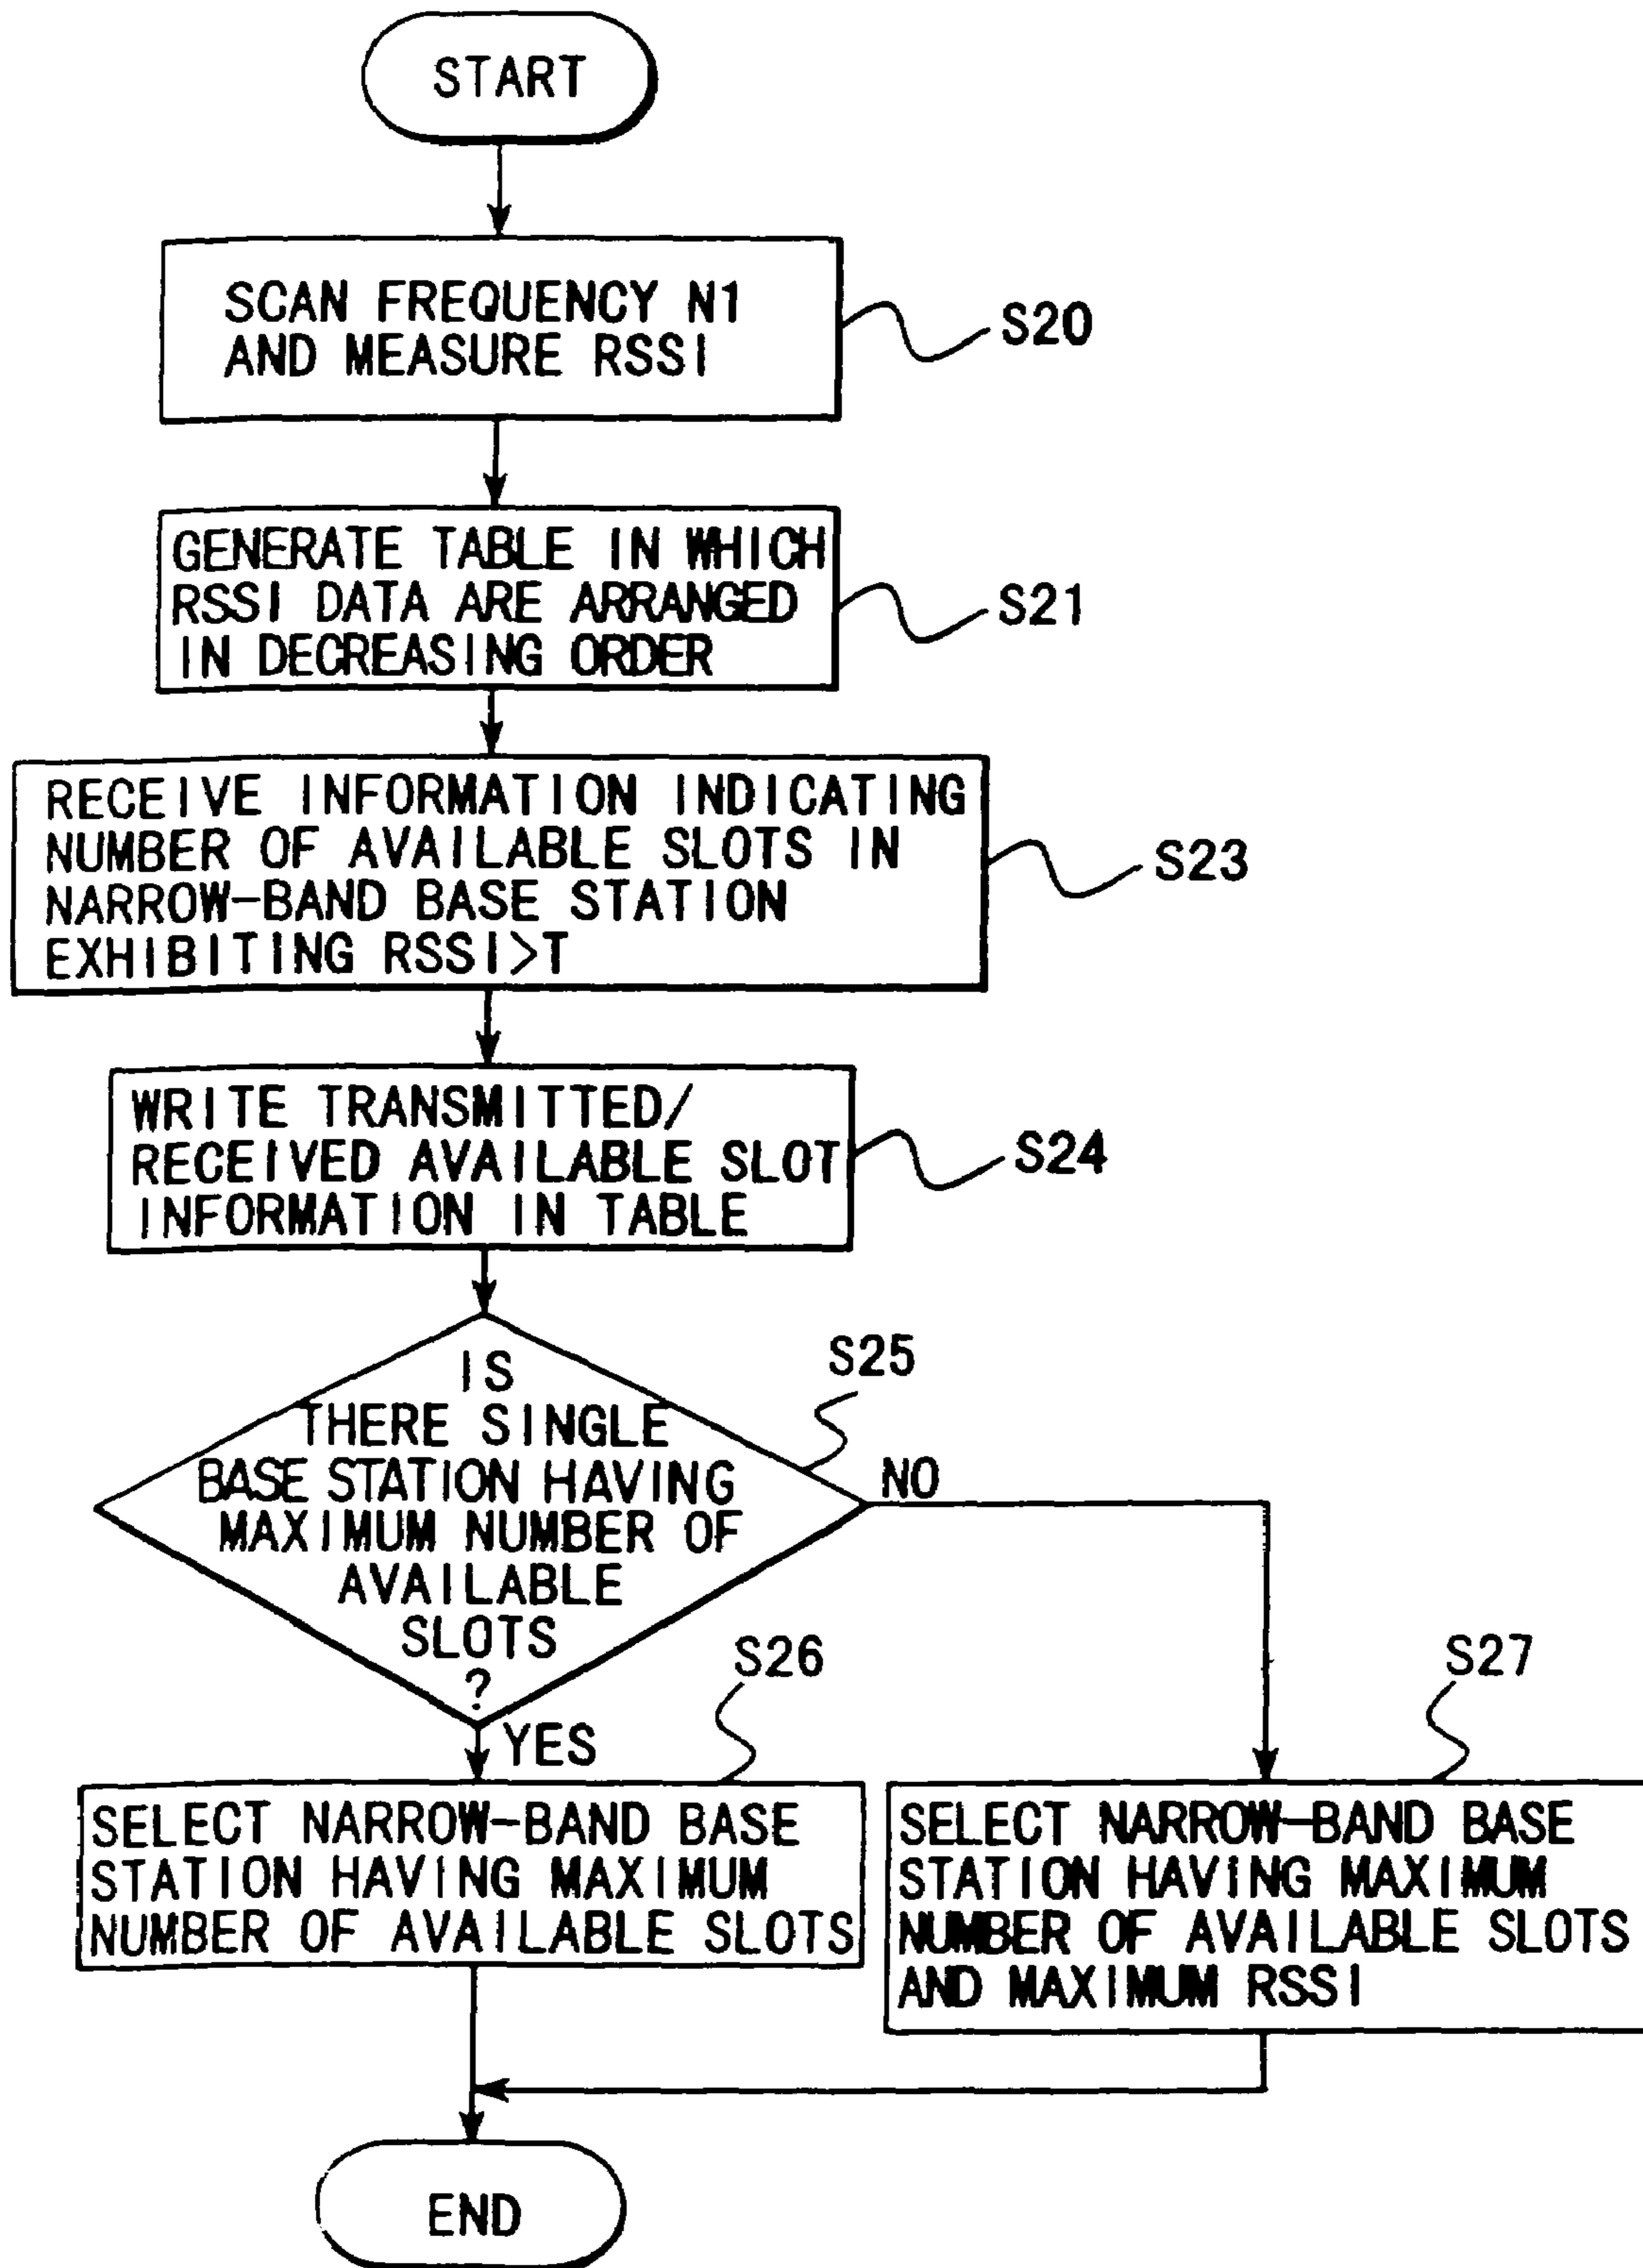 START
SCAN FREQUENCY N1
AND MEASURE RSSI
S20
GENERATE TABLE IN WHICH
RSSI DATA ARE ARRANGED
IN DECREASING ORDER
S21
RECEIVE INFORMATION INDICATING
NUMBER OF AVAILABLE SLOTS IN
NARROW-BAND BASE STATION
EXHIBITING RSSI>T
S23
WRITE TRANSMITTED/
RECEIVED AVAILABLE SLOT
INFORMATION IN TABLE
S24
IS
THERE SINGLE
BASE STATION HAVING
MAXIMUM NUMBER OF
AVAILABLE
SLOTS
?
S25
NO
YES
S26
SELECT NARROW-BAND BASE
STATION HAVING MAXIMUM
NUMBER OF AVAILABLE SLOTS
S27
SELECT NARROW-BAND BASE
STATION HAVING MAXIMUM
NUMBER OF AVAILABLE SLOTS
AND MAXIMUM RSSI
END